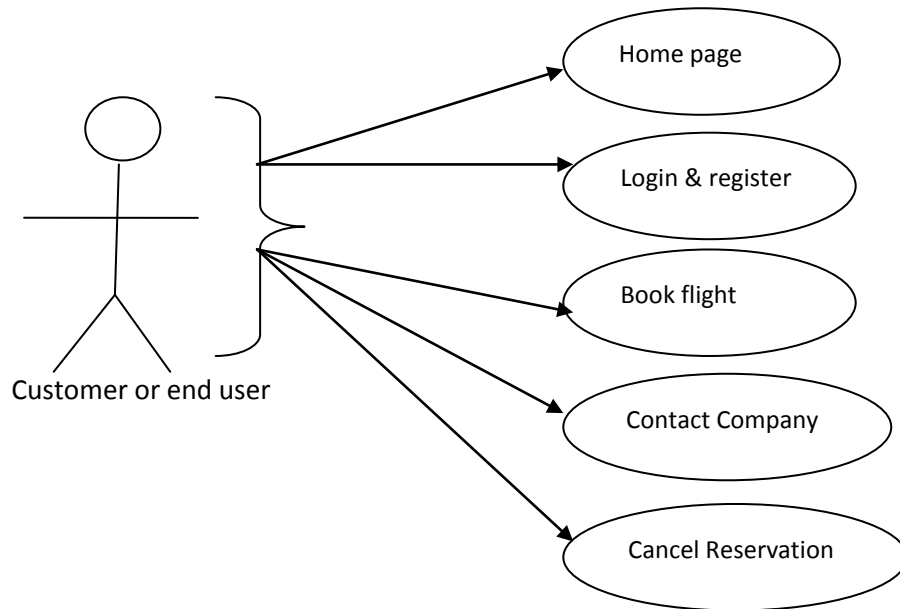 Home page
Login & register
Book flight
Customer or end user
Contact Company
Cancel Reservation